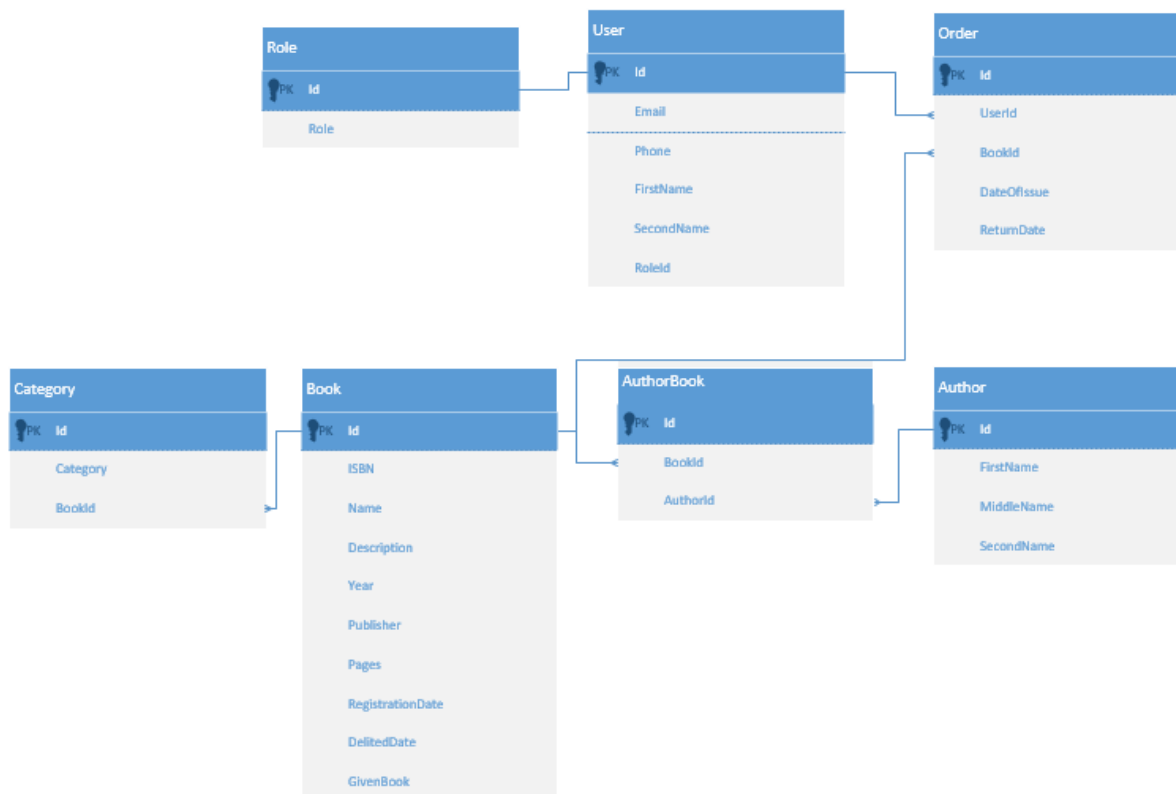 Role
PK Id
Role
User
PK Id
Email
Phone
FirstName
SecondName
RoleId
Order
PK Id
UserId
BookId
DateOfIssue
ReturnDate
Category
PK Id
Category
BookId
Book
PK Id
ISBN
Name
Description
Year
Publisher
Pages
RegistrationDate
DelitedDate
GivenBook
AuthorBook
PK Id
BookId
AuthorId
Author
PK Id
FirstName
MiddleName
SecondName